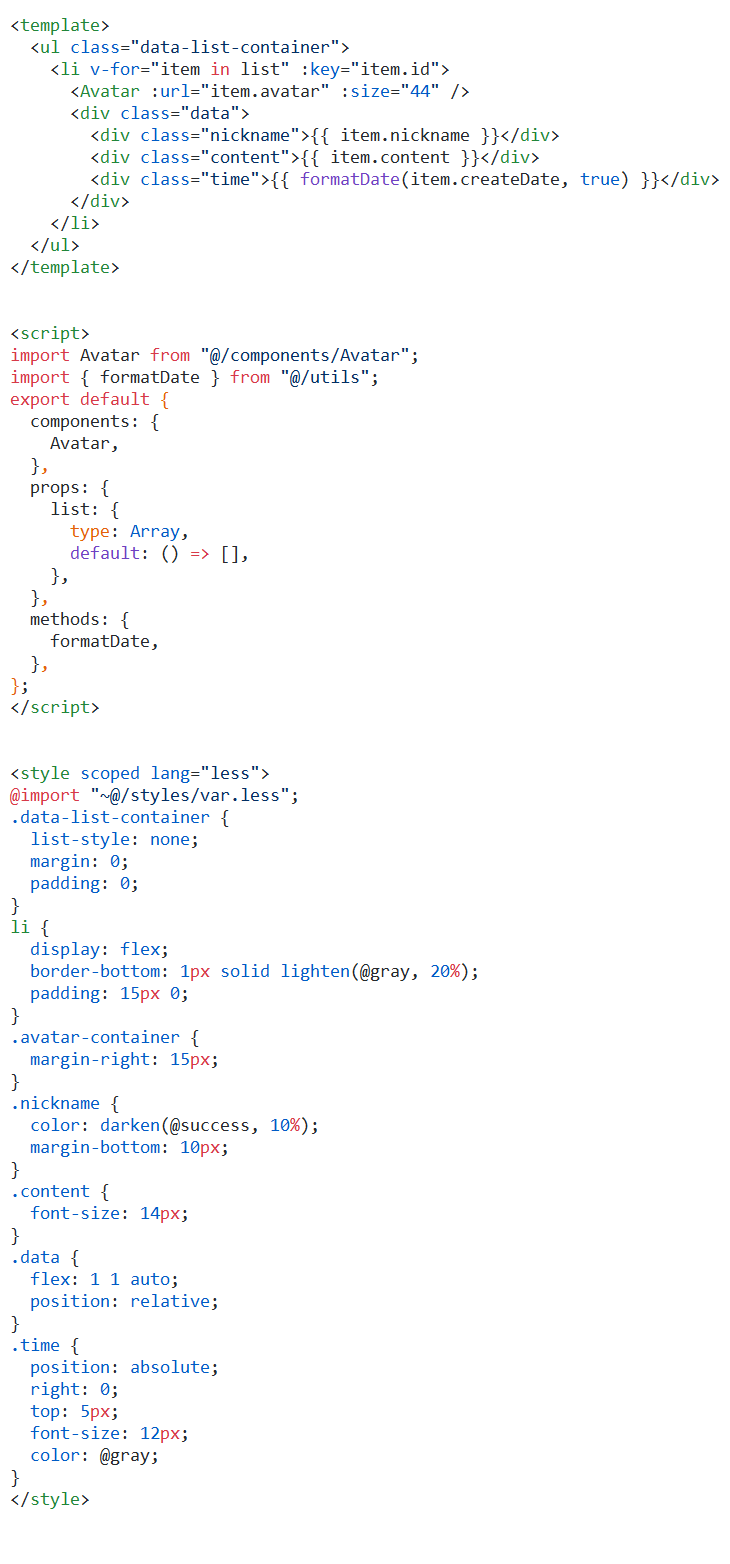 <template>
  <ul class="data-list-container">
    <li v-for="item in list" :key="item.id">
      <Avatar :url="item.avatar" :size="44" />
      <div class="data">
        <div class="nickname">{{ item.nickname }}</div>
        <div class="content">{{ item.content }}</div>
        <div class="time">{{ formatDate(item.createDate, true) }}</div>
      </div>
    </li>
  </ul>
</template>

<script>
import Avatar from "@/components/Avatar";
import { formatDate } from "@/utils";
export default {
  components: {
    Avatar,
  },
  props: {
    list: {
      type: Array,
      default: () => [],
    },
  },
  methods: {
    formatDate,
  },
};
</script>

<style scoped lang="less">
@import "~@/styles/var.less";
.data-list-container {
  list-style: none;
  margin: 0;
  padding: 0;
}
li {
  display: flex;
  border-bottom: 1px solid lighten(@gray, 20%);
  padding: 15px 0;
}
.avatar-container {
  margin-right: 15px;
}
.nickname {
  color: darken(@success, 10%);
  margin-bottom: 10px;
}
.content {
  font-size: 14px;
}
.data {
  flex: 1 1 auto;
  position: relative;
}
.time {
  position: absolute;
  right: 0;
  top: 5px;
  font-size: 12px;
  color: @gray;
}
</style>